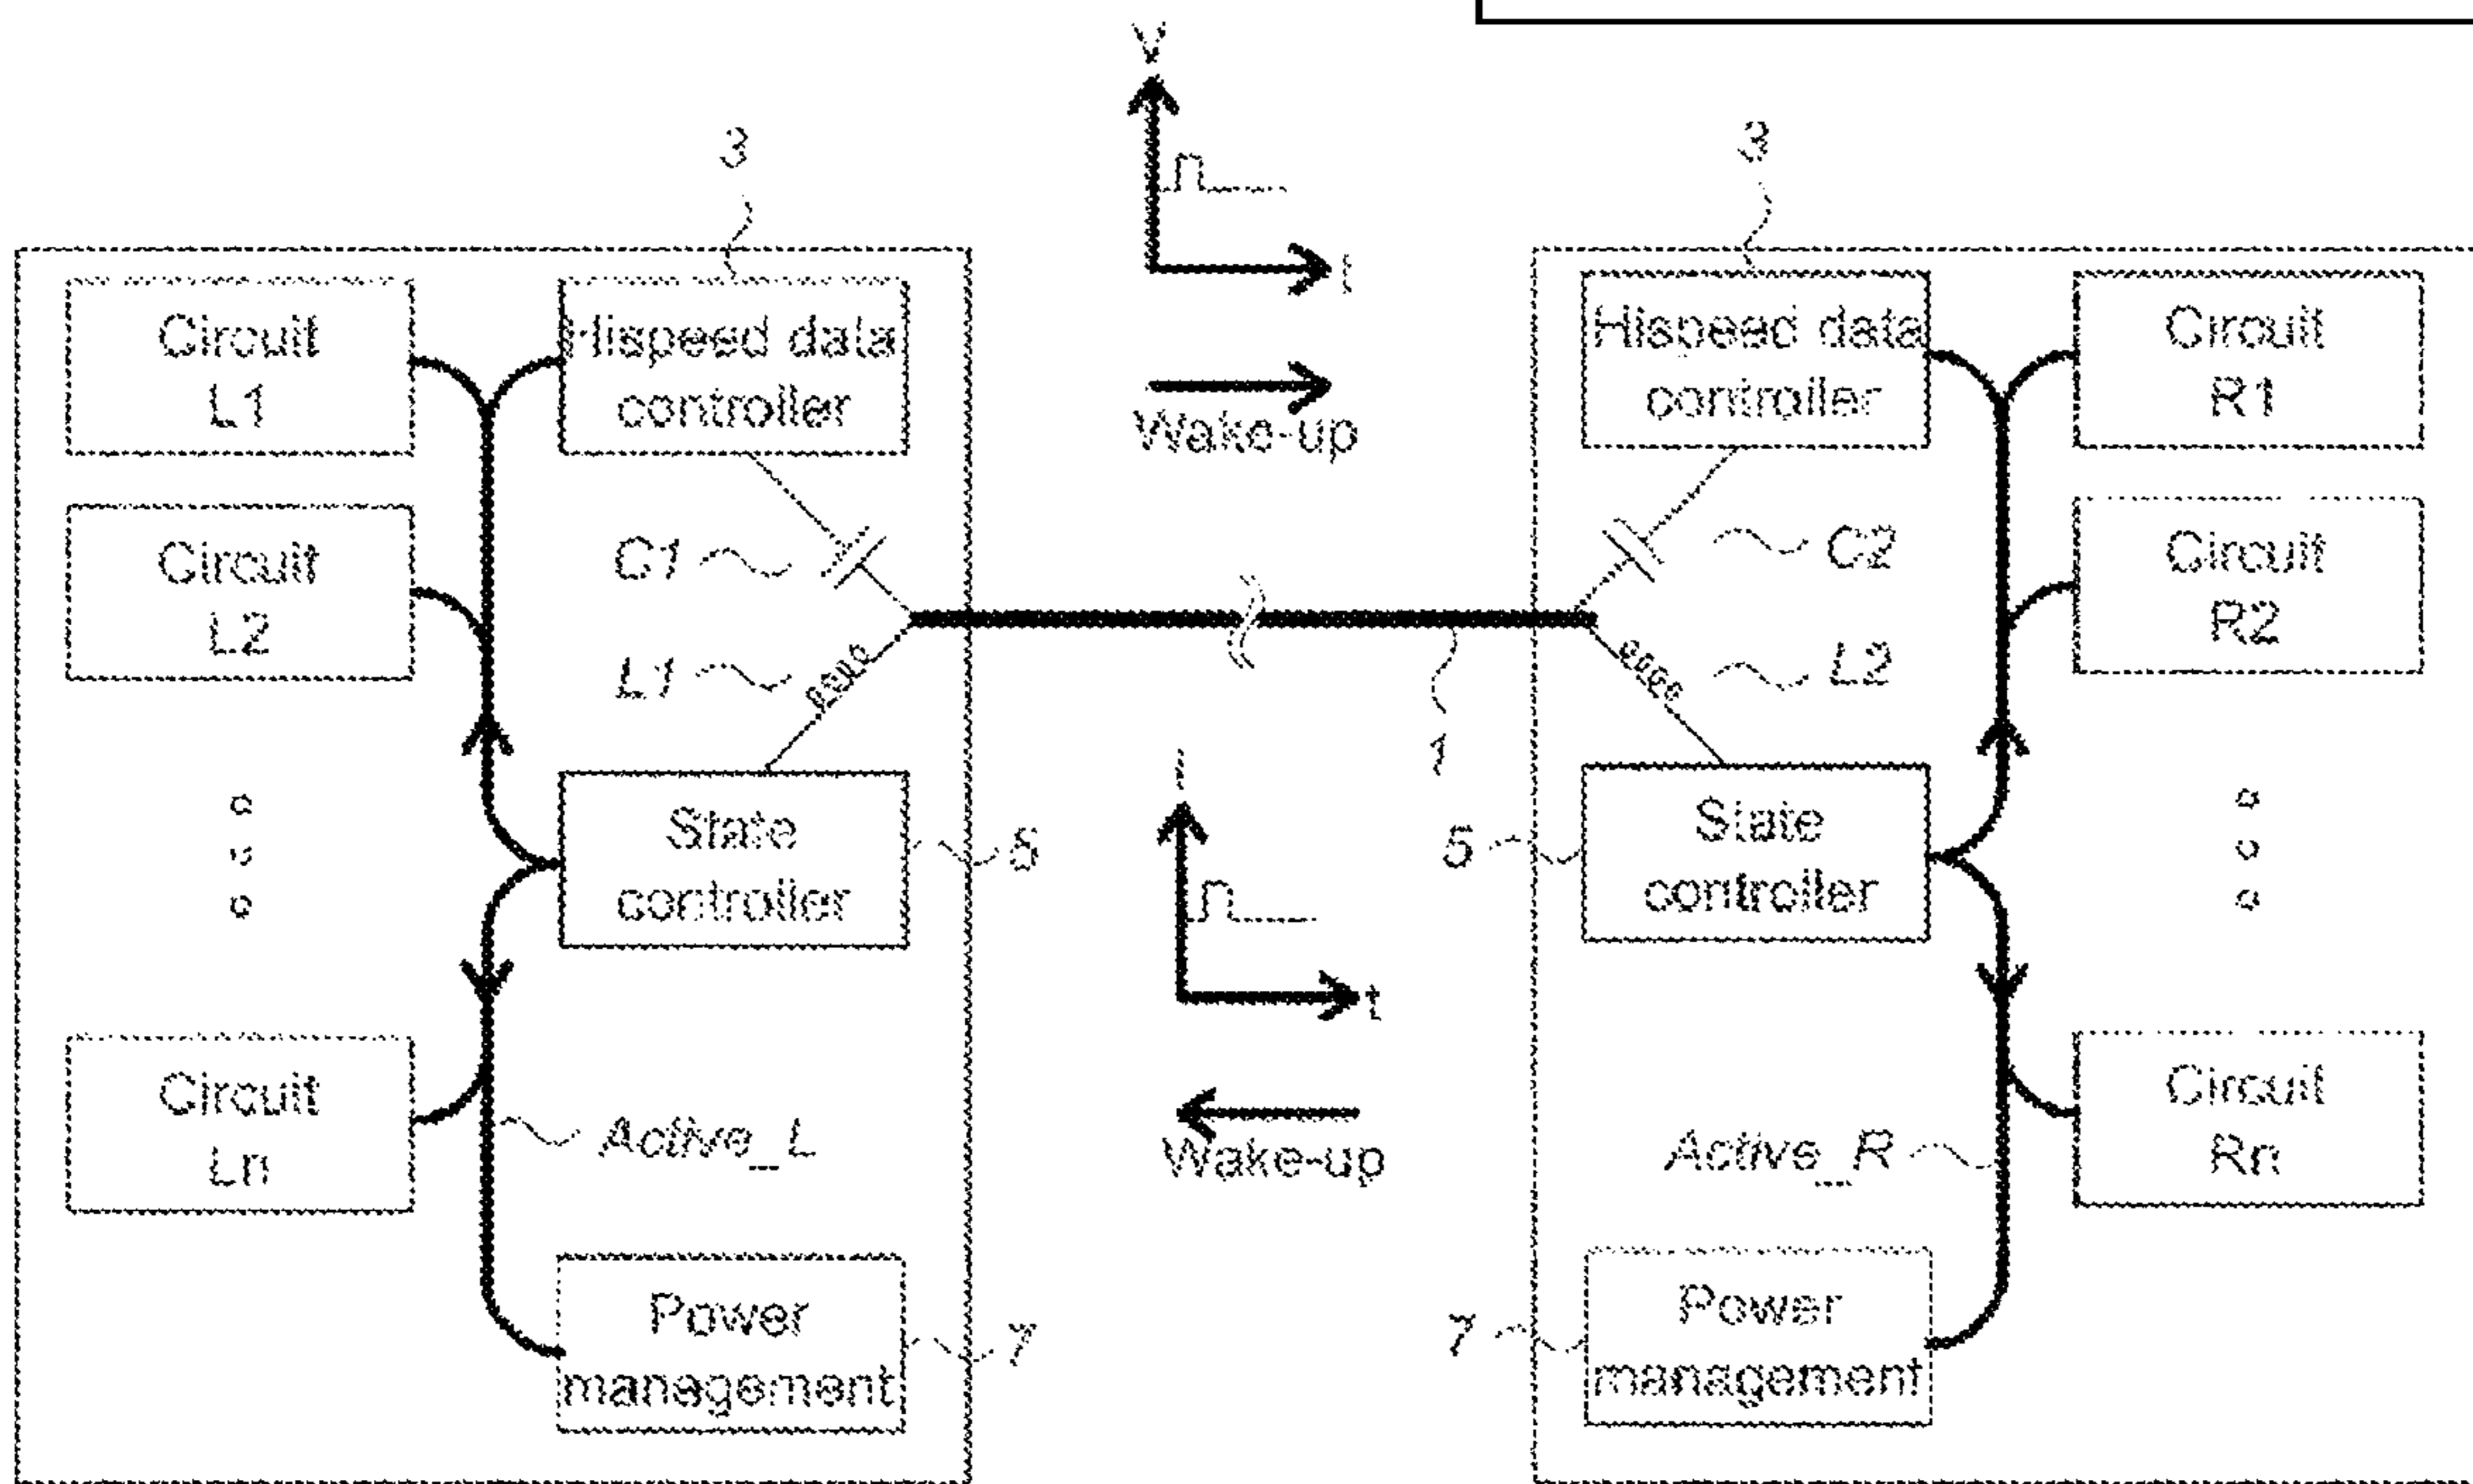 V
3
3
t
Circuit
L1
Hispeed data
controller
Wake-up
Hispeed data
controller
Circuit
R1
Circuit
L2
C1
C2
Circuit
R2
L1
L2
1
i
State
controller
5
5
State
controller
t
Circuit
Ln
Active_L
Wake-up
Active_R
Circuit
Rn
Power
management
7
7
Power
management